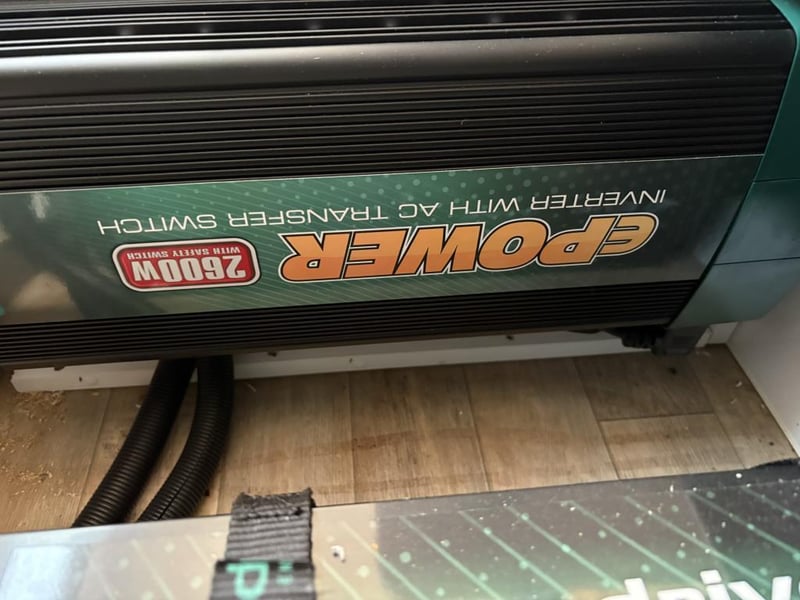 ePOWER
2600W
WITH SAFETY SWITCH
INVERTER WITH AC TRANSFER SWITCH